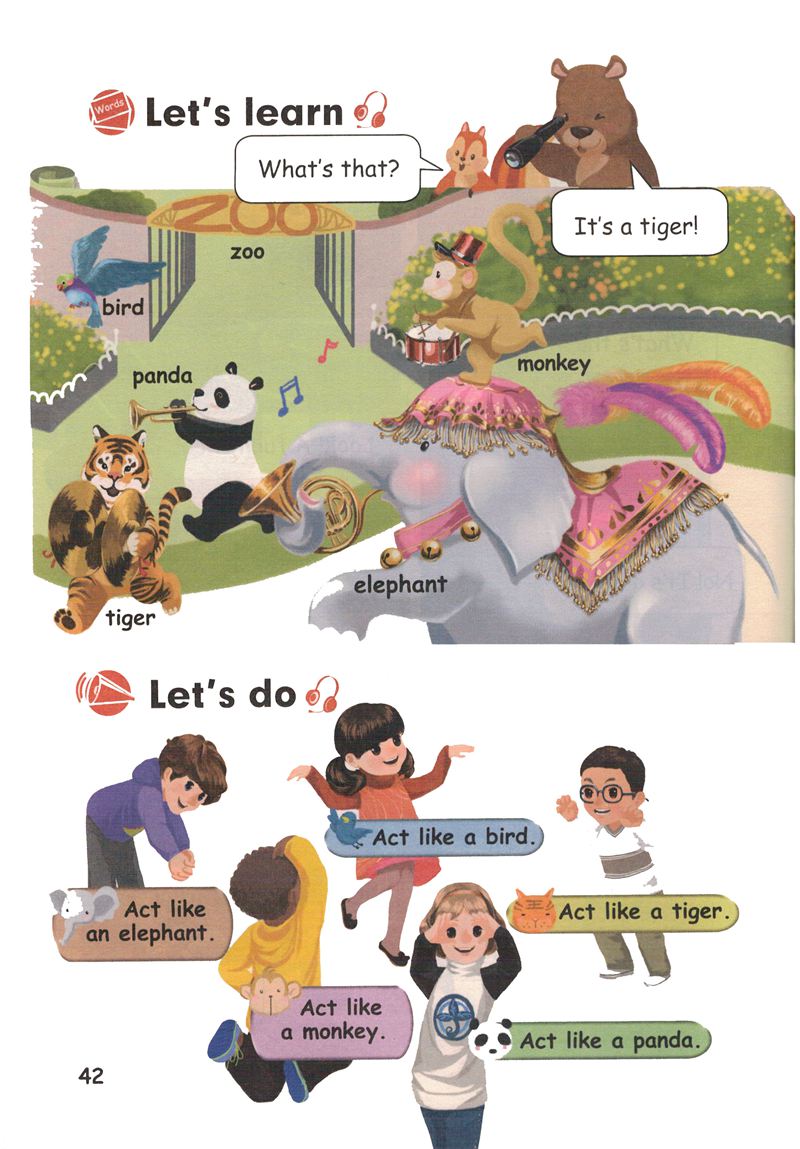 Words
Let's learn
What's that?
It's a tiger!
ZOO
zoo
bird
monkey
panda
elephant
tiger
Let's do
Act like a bird.
Act like
an elephant.
Act like a tiger.
Act like
a monkey.
Act like a panda.
42